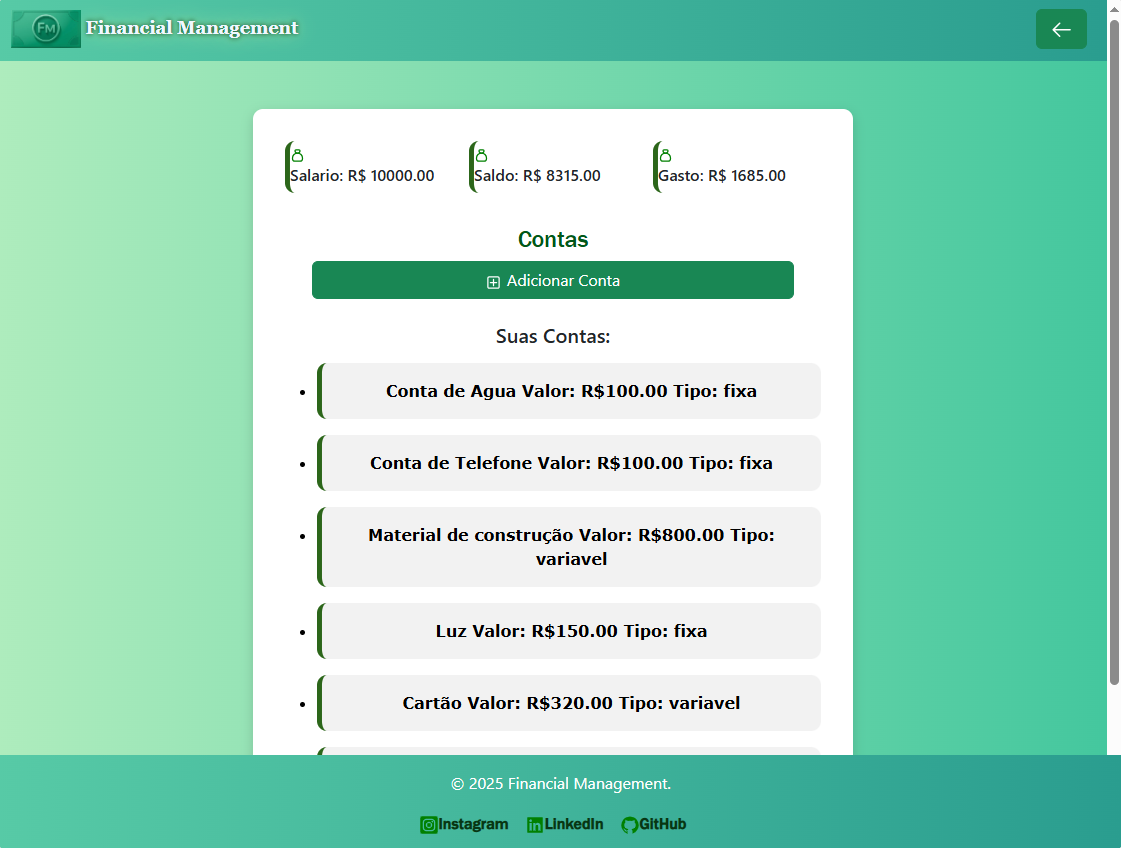 FM
Financial Management
Salario: R$ 10000.00
Saldo: R$ 8315.00
Gasto: R$ 1685.00
Contas
Adicionar Conta
Suas Contas:
Conta de Agua Valor: R$100.00 Tipo: fixa
Conta de Telefone Valor: R$100.00 Tipo: fixa
Material de construção Valor: R$800.00 Tipo:
variavel
Luz Valor: R$150.00 Tipo: fixa
Cartão Valor: R$320.00 Tipo: variavel
© 2025 Financial Management.
Instagram
LinkedIn
GitHub